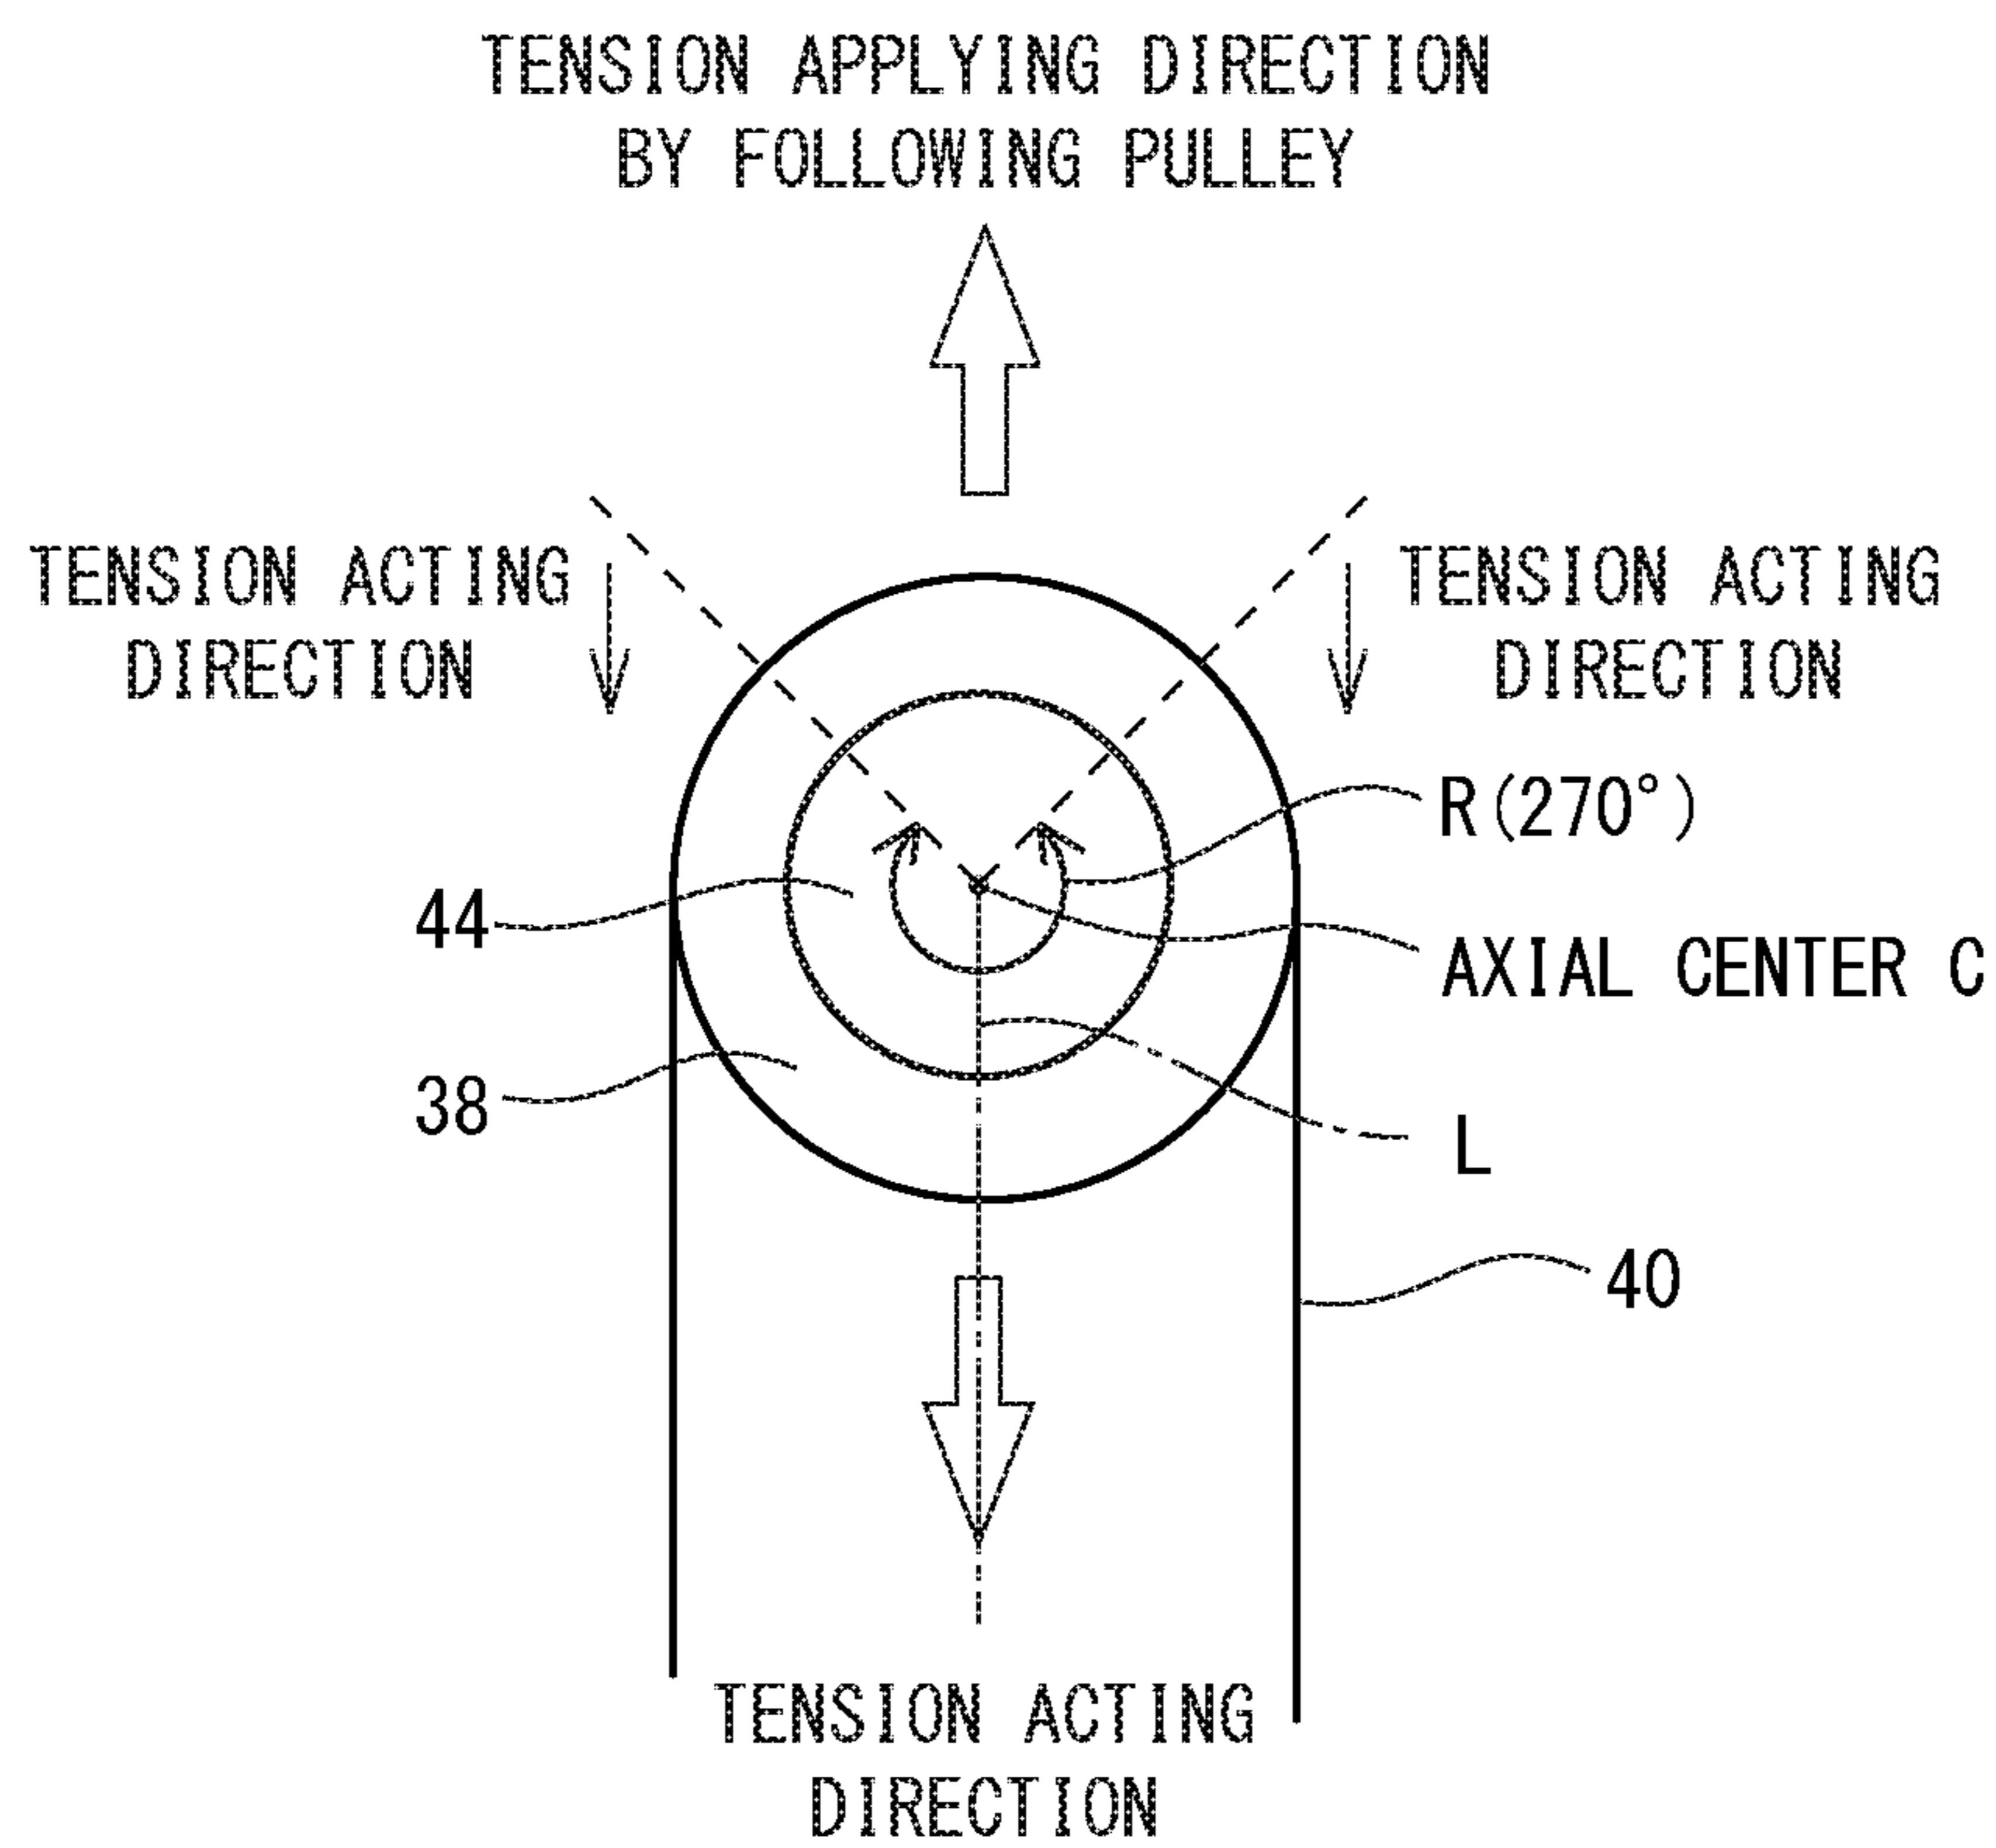 TENSION APPLYING DIRECTION
BY FOLLOWING PULLEY
TENSION ACTING
DIRECTION
TENSION ACTING
DIRECTION
R(270°)
44
AXIAL CENTER C
38
L
40
TENSION ACTING
DIRECTION